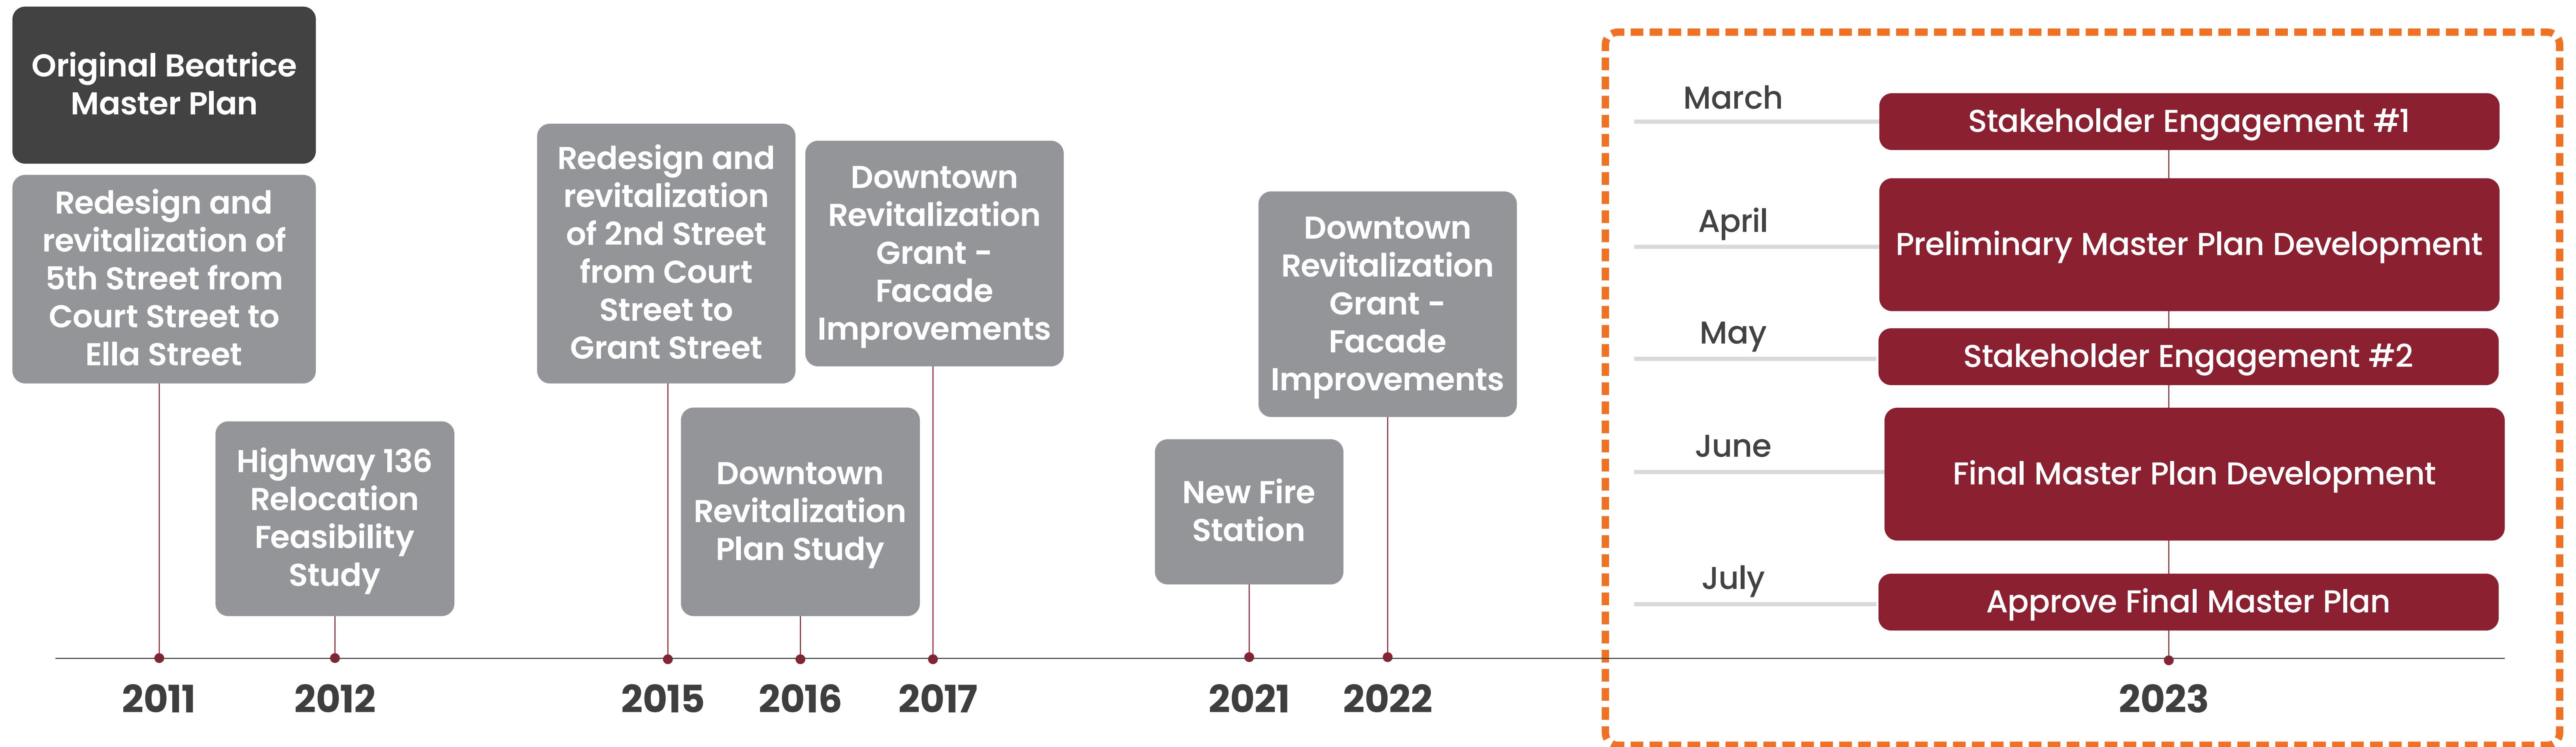 Original Beatrice
Master Plan
Redesign and
revitalization of
5th Street from
Court Street to
Ella Street
Highway 136
Relocation
Feasibility
Study
Redesign and
revitalization
of 2nd Street
from Court
Street to
Grant Street
Downtown
Revitalization
Plan Study
Downtown
Revitalization
Grant -
Facade
Improvements
New Fire
Station
Downtown
Revitalization
Grant -
Facade
Improvements
March
Stakeholder Engagement #1
April
Preliminary Master Plan Development
May
Stakeholder Engagement #2
June
Final Master Plan Development
July
Approve Final Master Plan
2011
2012
2015
2016
2017
2021
2022
2023